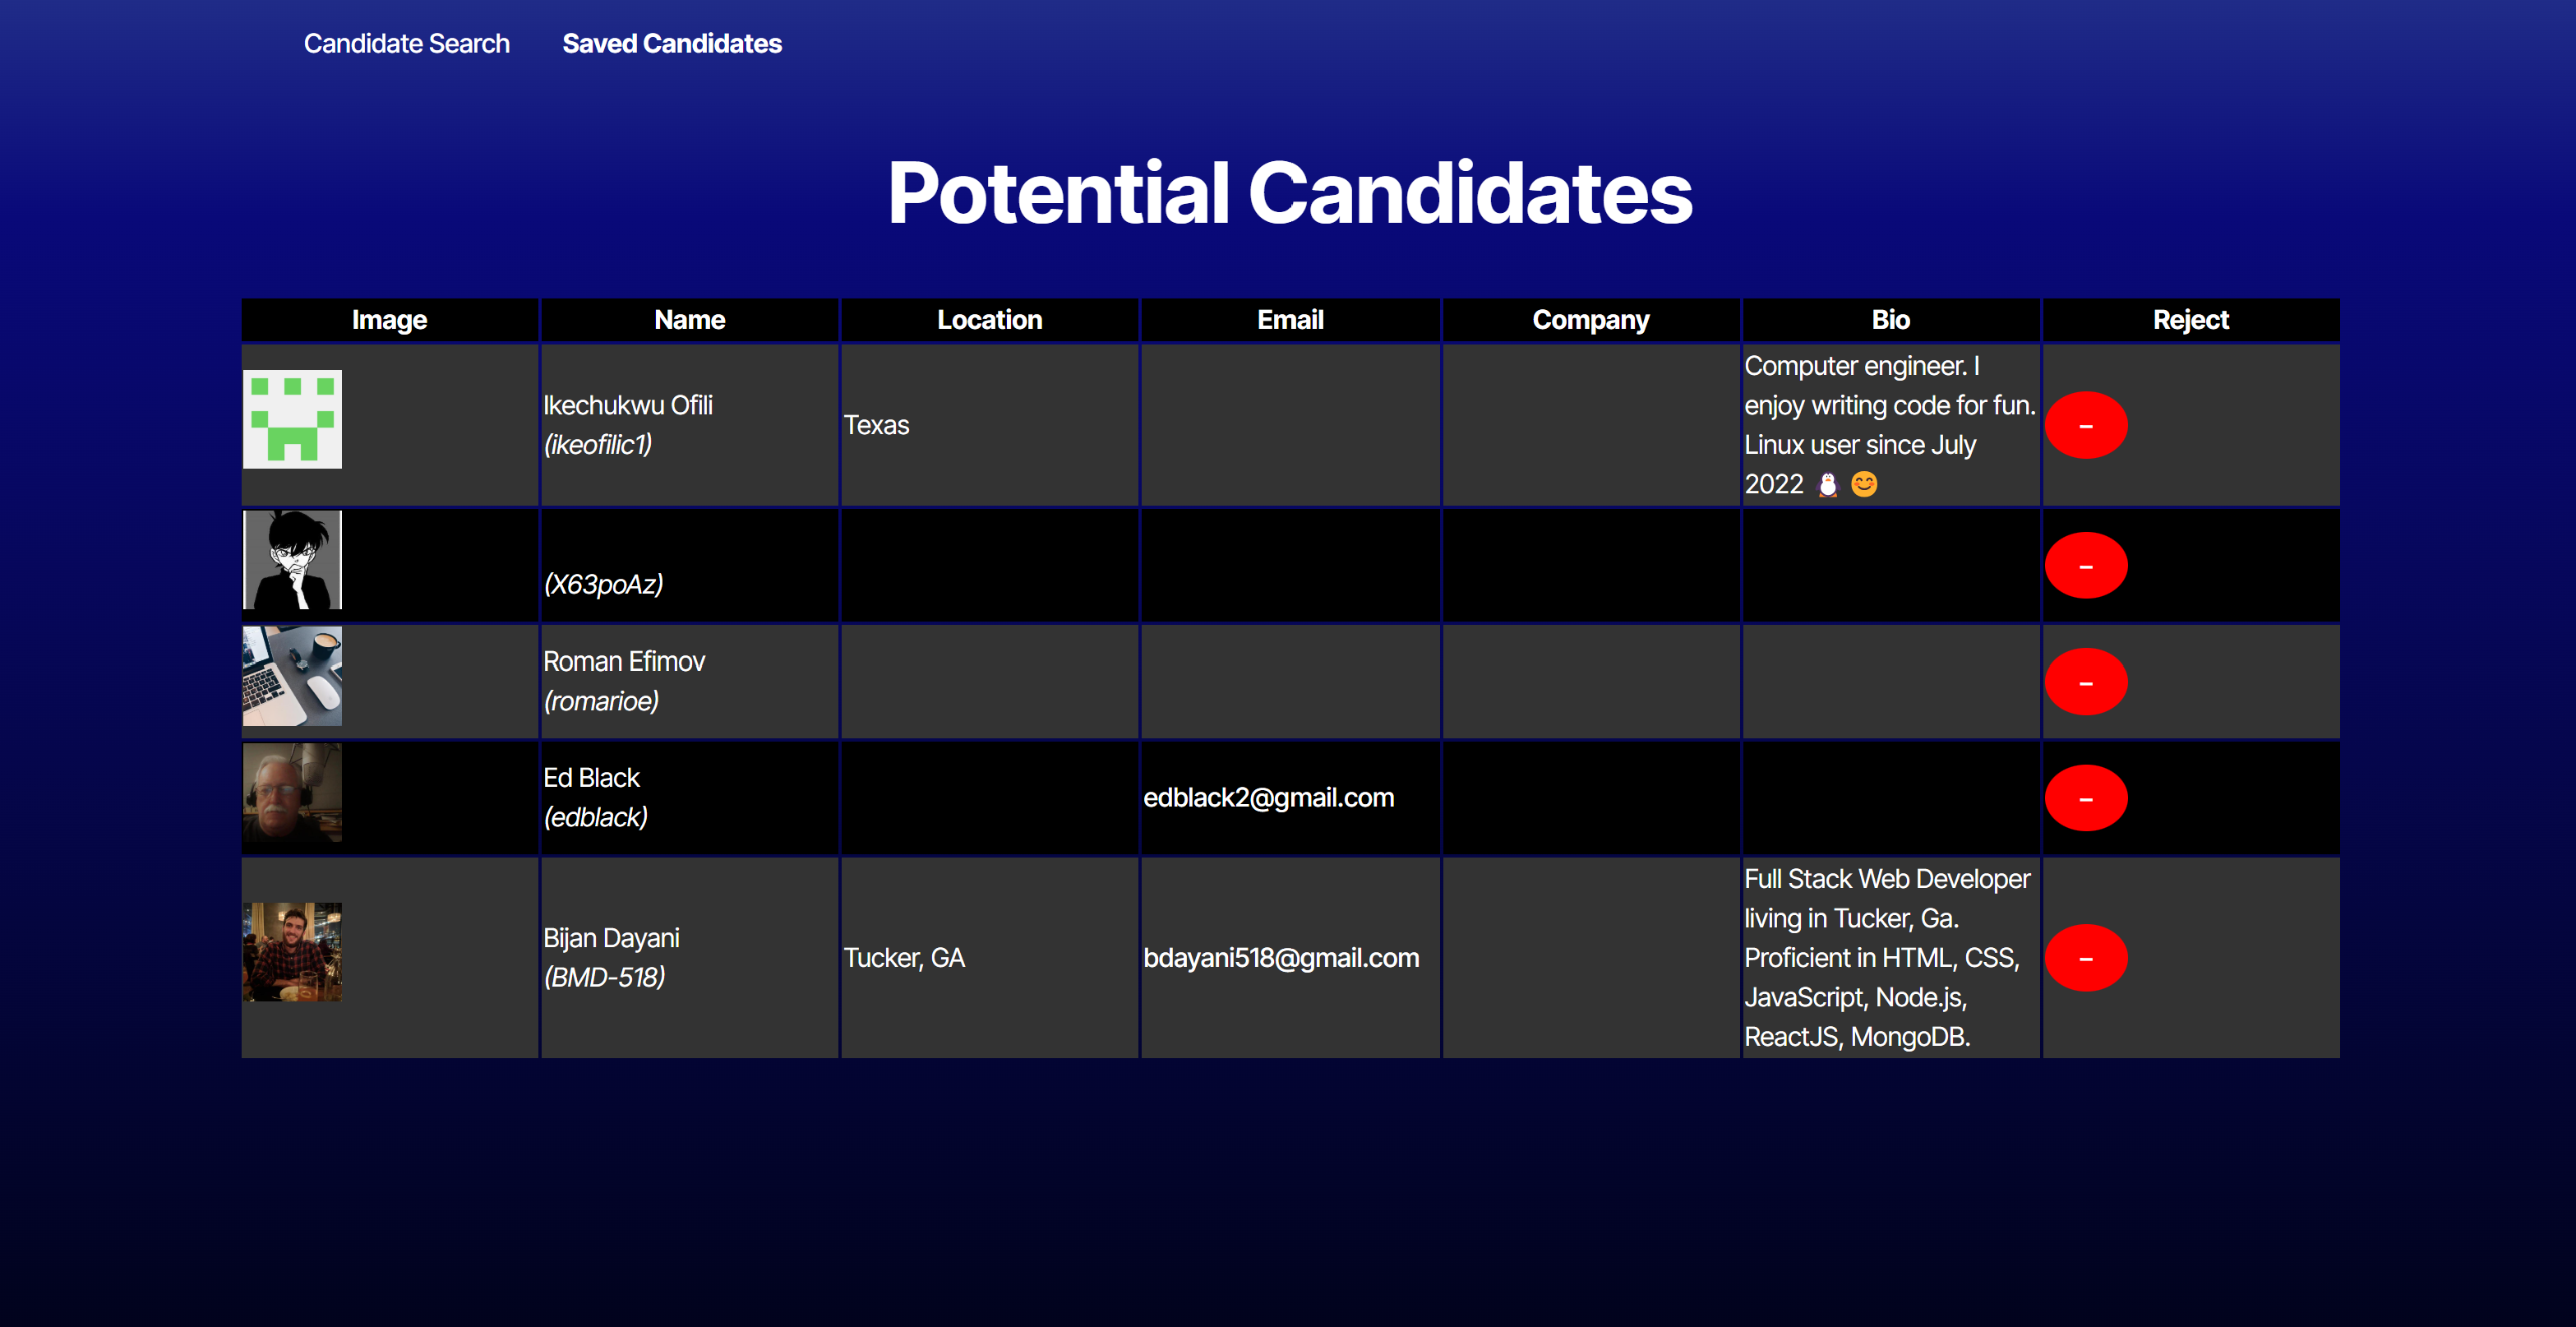 Candidate Search Saved Candidates
Potential Candidates
Image Name Location Email Company Bio Reject
Ikechukwu Ofili
(ikeofilic1)
Texas
Computer engineer. I
enjoy writing code for fun.
Linux user since July
2022 🐧 😊
–
(X63poAz)
–
Roman Efimov
(romarioe)
–
Ed Black
(edblack)
edblack2@gmail.com
–
Bijan Dayani
(BMD-518)
Tucker, GA
bdayani518@gmail.com
Full Stack Web Developer
living in Tucker, Ga.
Proficient in HTML, CSS,
JavaScript, Node.js,
ReactJS, MongoDB.
–